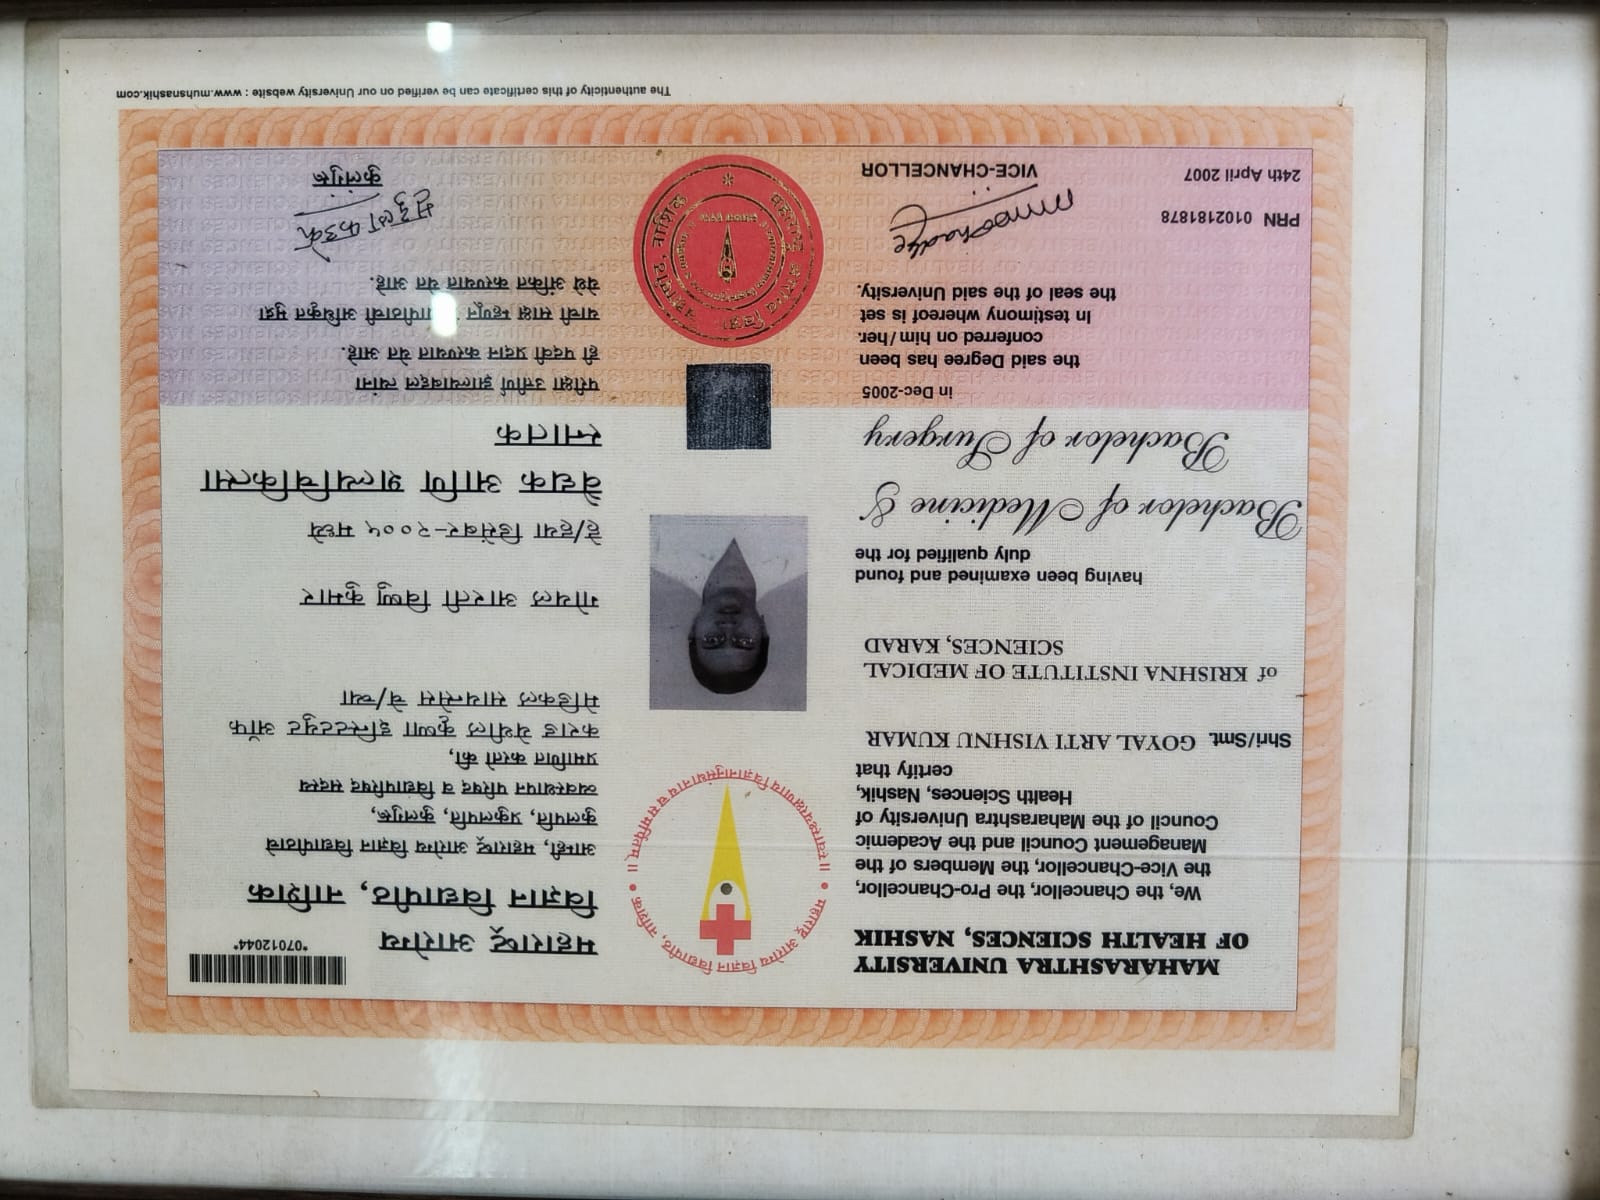 *07012044*
MAHARASHTRA UNIVERSITY
OF HEALTH SCIENCES, NASHIK
We, the Chancellor, the Pro-Chancellor,
the Vice-Chancellor, the Members of the
Management Council and the Academic
Council of the Maharashtra University of
Health Sciences, Nashik,
certify that
Shri/Smt. GOYAL ARTI VISHNU KUMAR
of KRISHNA INSTITUTE OF MEDICAL
SCIENCES, KARAD
having been examined and found
duly qualified for the
Bachelor of Medicine &
Bachelor of Surgery
in Dec-2005
the said Degree has been
conferred on him/her.
In testimony whereof is set
the seal of the said University.
PRN 0102181878
24th April 2007
VICE-CHANCELLOR
महाराष्ट्र आरोग्य
विज्ञान विद्यापीठ, नाशिक
आम्ही, महाराष्ट्र आरोग्य विज्ञान विद्यापीठाचे
कुलपति, प्रकुलपति, कुलगुरू,
व्यवस्थापन परिषद व विद्यापरिषद सदस्य
प्रमाणित करतो की,
कराड येथील कृष्णा इन्स्टिट्युट ऑफ
मेडिकल सायन्सेस चे/च्या
गोयल आरती विष्णु कुमार
हे/ह्या डिसेंबर-२००५ मध्ये
वैद्यक आणि शल्यचिकित्सा
स्नातक
परीक्षा उत्तीर्ण झाल्याबद्दल त्यांना
ही पदवी प्रदान करण्यात येत आहे.
याची साक्ष म्हणून विद्यापीठाची अधिकृत मुद्रा
येथे अंकित करण्यात येत आहे.
कुलगुरू
The authenticity of this certificate can be verified on our University website : www.muhsnashik.com